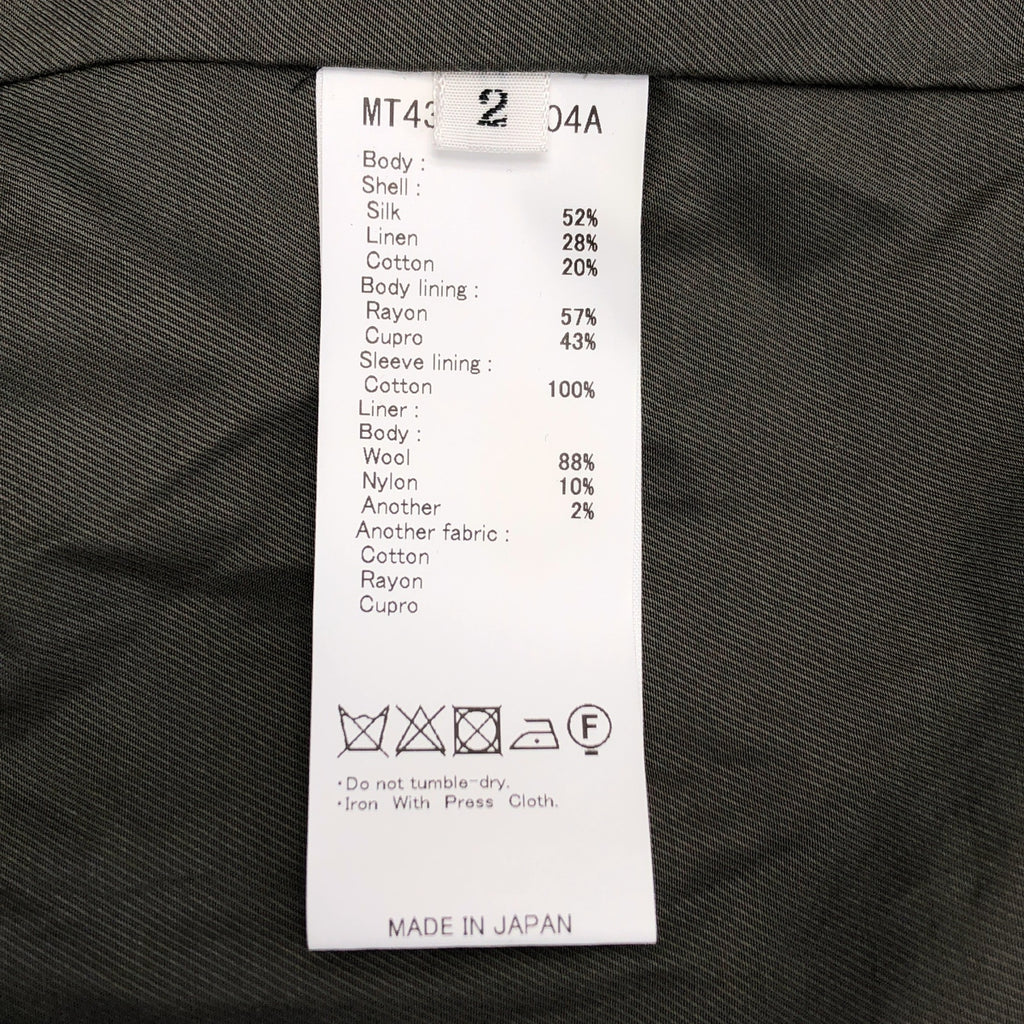 2
MT43 04A
Body :
Shell :
Silk 52%
Linen 28%
Cotton 20%
Body lining :
Rayon 57%
Cupro 43%
Sleeve lining :
Cotton 100%
Liner :
Body :
Wool 88%
Nylon 10%
Another 2%
Another fabric :
Cotton
Rayon
Cupro
F
・Do not tumble-dry.
・Iron With Press Cloth.
MADE IN JAPAN